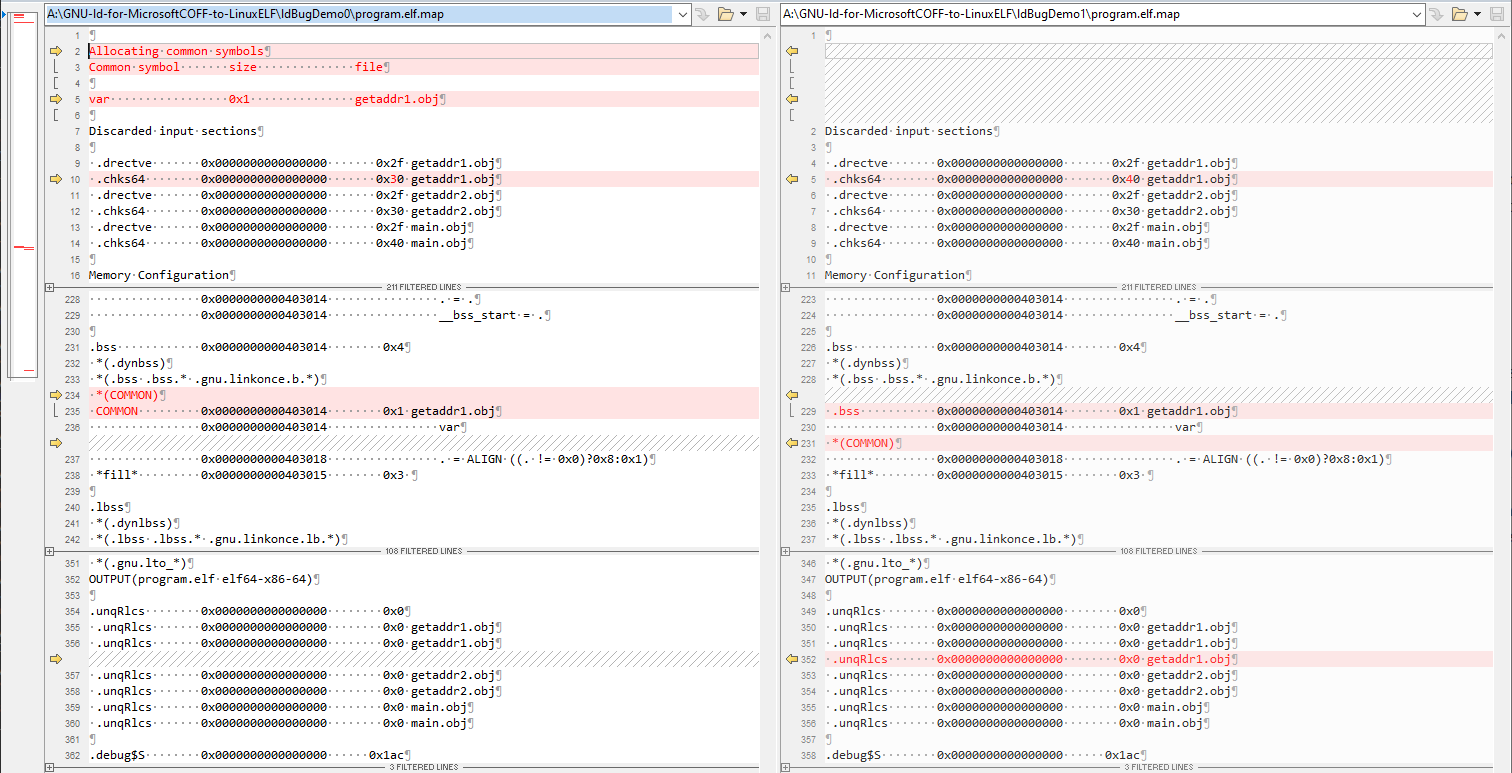 A:\GNU-ld-for-MicrosoftCOFF-to-LinuxELF\ldBugDemo0\program.elf.map
1 ¶
2 Allocating·common·symbols¶
3 Common·symbol·······size·············file¶
4 ¶
5 var·················0x1··············getaddr1.obj¶
6 ¶
7 Discarded·input·sections¶
8 ¶
9 ·.drectve·······0x0000000000000000·······0x2f·getaddr1.obj¶
10 ·.chks64········0x0000000000000000·······0x30·getaddr1.obj¶
11 ·.drectve·······0x0000000000000000·······0x2f·getaddr2.obj¶
12 ·.chks64········0x0000000000000000·······0x30·getaddr2.obj¶
13 ·.drectve·······0x0000000000000000·······0x2f·main.obj¶
14 ·.chks64········0x0000000000000000·······0x40·main.obj¶
15 ¶
16 Memory·Configuration¶
211 FILTERED LINES
228 ················0x0000000000403014················.·=·.¶
229 ················0x0000000000403014················__bss_start·=·.¶
230 ¶
231 .bss············0x0000000000403014········0x4¶
232 ·*(.dynbss)¶
233 ·*(.bss·.bss.*·.gnu.linkonce.b.*)¶
234 ·*(COMMON)¶
235 ·COMMON·········0x0000000000403014········0x1·getaddr1.obj¶
236 ················0x0000000000403014················var¶
237 ················0x0000000000403018················.·=·ALIGN·((.·!=·0x0)?0x8:0x1)¶
238 ·*fill*·········0x0000000000403015········0x3·¶
239 ¶
240 .lbss¶
241 ·*(.dynlbss)¶
242 ·*(.lbss·.lbss.*·.gnu.linkonce.lb.*)¶
108 FILTERED LINES
351 ·*(.gnu.lto_*)¶
352 OUTPUT(program.elf·elf64-x86-64)¶
353 ¶
354 .unqRlcs········0x0000000000000000········0x0¶
355 ·.unqRlcs·······0x0000000000000000········0x0·getaddr1.obj¶
356 ·.unqRlcs·······0x0000000000000000········0x0·getaddr1.obj¶
357 ·.unqRlcs·······0x0000000000000000········0x0·getaddr2.obj¶
358 ·.unqRlcs·······0x0000000000000000········0x0·getaddr2.obj¶
359 ·.unqRlcs·······0x0000000000000000········0x0·main.obj¶
360 ·.unqRlcs·······0x0000000000000000········0x0·main.obj¶
361 ¶
362 .debug$S········0x0000000000000000······0x1ac¶
3 FILTERED LINES
A:\GNU-ld-for-MicrosoftCOFF-to-LinuxELF\ldBugDemo1\program.elf.map
1 ¶
2 Discarded·input·sections¶
3 ¶
4 ·.drectve·······0x0000000000000000·······0x2f·getaddr1.obj¶
5 ·.chks64········0x0000000000000000·······0x40·getaddr1.obj¶
6 ·.drectve·······0x0000000000000000·······0x2f·getaddr2.obj¶
7 ·.chks64········0x0000000000000000·······0x30·getaddr2.obj¶
8 ·.drectve·······0x0000000000000000·······0x2f·main.obj¶
9 ·.chks64········0x0000000000000000·······0x40·main.obj¶
10 ¶
11 Memory·Configuration¶
211 FILTERED LINES
223 ················0x0000000000403014················.·=·.¶
224 ················0x0000000000403014················__bss_start·=·.¶
225 ¶
226 .bss············0x0000000000403014········0x4¶
227 ·*(.dynbss)¶
228 ·*(.bss·.bss.*·.gnu.linkonce.b.*)¶
229 ·.bss···········0x0000000000403014········0x1·getaddr1.obj¶
230 ················0x0000000000403014················var¶
231 ·*(COMMON)¶
232 ················0x0000000000403018················.·=·ALIGN·((.·!=·0x0)?0x8:0x1)¶
233 ·*fill*·········0x0000000000403015········0x3·¶
234 ¶
235 .lbss¶
236 ·*(.dynlbss)¶
237 ·*(.lbss·.lbss.*·.gnu.linkonce.lb.*)¶
108 FILTERED LINES
346 ·*(.gnu.lto_*)¶
347 OUTPUT(program.elf·elf64-x86-64)¶
348 ¶
349 .unqRlcs········0x0000000000000000········0x0¶
350 ·.unqRlcs·······0x0000000000000000········0x0·getaddr1.obj¶
351 ·.unqRlcs·······0x0000000000000000········0x0·getaddr1.obj¶
352 ·.unqRlcs·······0x0000000000000000········0x0·getaddr1.obj¶
353 ·.unqRlcs·······0x0000000000000000········0x0·getaddr2.obj¶
354 ·.unqRlcs·······0x0000000000000000········0x0·getaddr2.obj¶
355 ·.unqRlcs·······0x0000000000000000········0x0·main.obj¶
356 ·.unqRlcs·······0x0000000000000000········0x0·main.obj¶
357 ¶
358 .debug$S········0x0000000000000000······0x1ac¶
3 FILTERED LINES